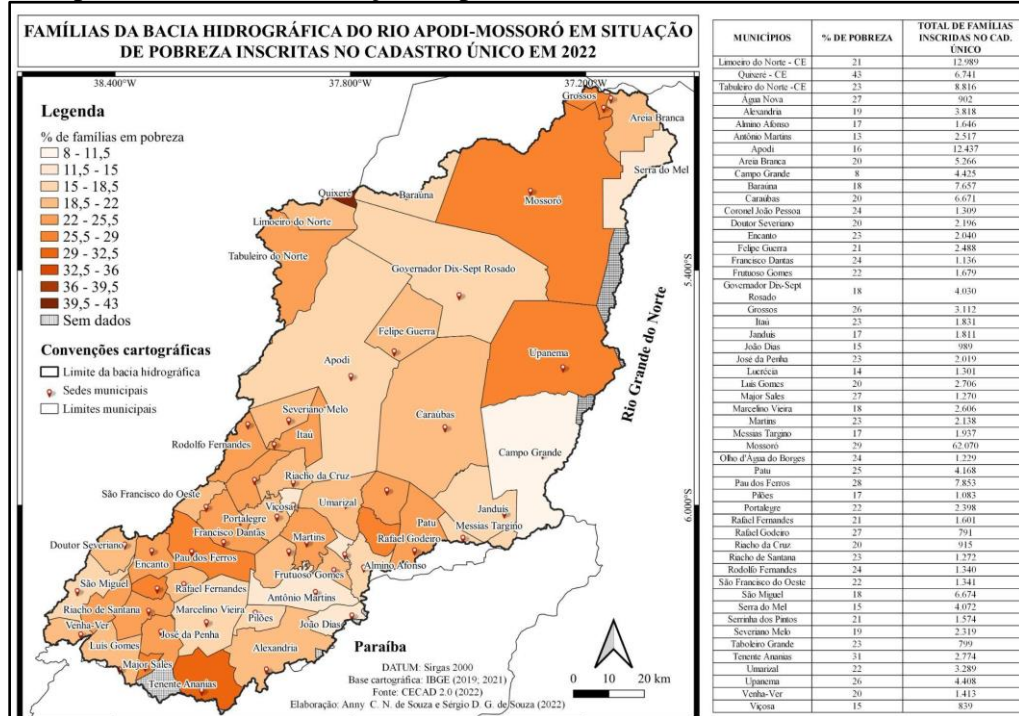 FAMÍLIAS DA BACIA HIDROGRÁFICA DO RIO APODI-MOSSORÓ EM SITUAÇÃO
DE POBREZA INSCRITAS NO CADASTRO ÚNICO EM 2022
38.400°W 37.800°W 37.200°W
Legenda
% de famílias em pobreza
8 - 11,5
11,5 - 15
15 - 18,5
18,5 - 22
22 - 25,5
25,5 - 29
29 - 32,5
32,5 - 36
36 - 39,5
39,5 - 43
Sem dados
Convenções cartográficas
Limite da bacia hidrográfica
Sedes municipais
Limites municipais
Grossos
Areia Branca
Serra do Mel
Mossoró
Baraúna
Quixeré
Limoeiro do Norte
Tabuleiro do Norte
Governador Dix-Sept Rosado
5.400°S
Felipe Guerra
Upanema
Apodi
Rio Grande do Norte
Severiano Melo
Caraúbas
Itaú
Rodolfo Fernandes
Campo Grande
Riacho da Cruz
São Francisco do Oeste
Viçosa
Umarizal
Janduís
6.000°S
Portalegre
Patu
Messias Targino
Francisco Dantas
Martins
Rafael Godeiro
Doutor Severiano
Encanto
Pau dos Ferros
Almino Afonso
Frutuoso Gomes
São Miguel
Rafael Fernandes
Antônio Martins
Riacho de Santana
Marcelino Vieira
Pilões
João Dias
Venha-Ver
José da Penha
Luís Gomes
Alexandria
Paraíba
Major Sales
Tenente Ananias
DATUM: Sirgas 2000
Base cartográfica: IBGE (2019; 2021)
Fonte: CECAD 2.0 (2022)
Elaboração: Anny C. N. de Souza e Sérgio D. G. de Souza (2022)
0 10 20 km
MUNICÍPIOS % DE POBREZA TOTAL DE FAMÍLIAS
INSCRIDAS NO CAD.
ÚNICO
Limoeiro do Norte - CE 21 12.989
Quixeré - CE 43 6.741
Tabuleiro do Norte -CE 23 8.816
Água Nova 27 902
Alexandria 19 3.818
Almino Afonso 17 1.646
Antônio Martins 13 2.517
Apodi 16 12.437
Areia Branca 20 5.266
Campo Grande 8 4.425
Baraúna 18 7.657
Caraúbas 20 6.671
Coronel João Pessoa 24 1.309
Doutor Severiano 20 2.196
Encanto 23 2.040
Felipe Guerra 21 2.488
Francisco Dantas 24 1.136
Frutuoso Gomes 22 1.679
Governador Dix-Sept
Rosado 18 4.030
Grossos 26 3.112
Itaú 23 1.831
Janduís 17 1.811
João Dias 15 989
José da Penha 23 2.019
Lucrécia 14 1.301
Luís Gomes 20 2.706
Major Sales 27 1.270
Marcelino Vieira 18 2.606
Martins 23 2.138
Messias Targino 17 1.937
Mossoró 29 62.070
Olho d'Água do Borges 24 1.229
Patu 25 4.168
Pau dos Ferros 28 7.853
Pilões 17 1.083
Portalegre 22 2.398
Rafael Fernandes 21 1.601
Rafael Godeiro 27 791
Riacho da Cruz 20 915
Riacho de Santana 23 1.272
Rodolfo Fernandes 24 1.340
São Francisco do Oeste 22 1.341
São Miguel 18 6.674
Serra do Mel 15 4.072
Serrinha dos Pintos 21 1.574
Severiano Melo 19 2.319
Taboleiro Grande 23 799
Tenente Ananias 31 2.774
Umarizal 22 3.289
Upanema 26 4.408
Venha-Ver 20 1.413
Viçosa 15 839